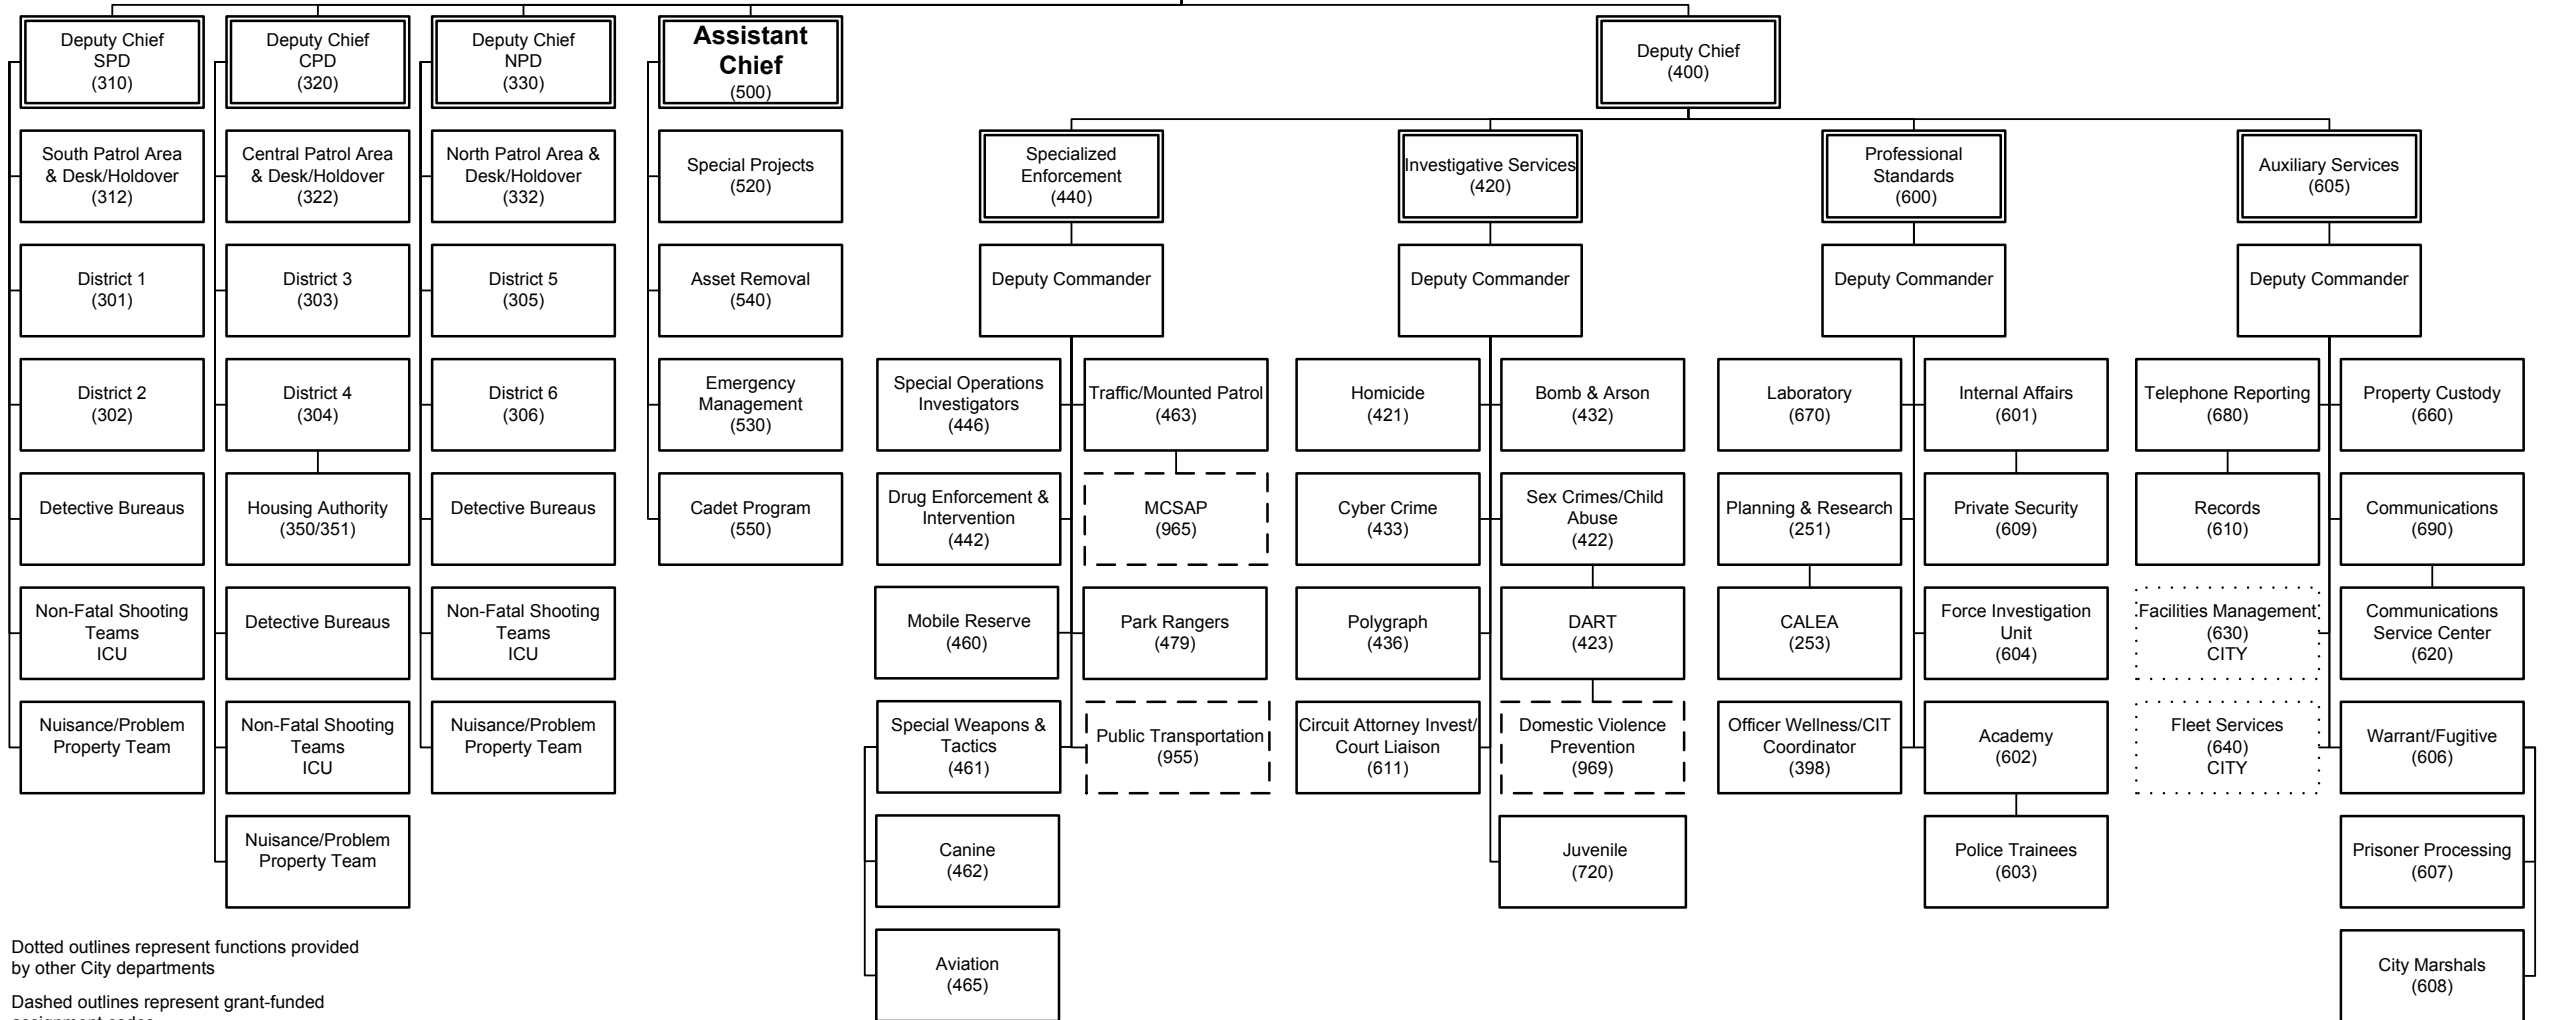 Deputy Chief
SPD
(310)
Deputy Chief
CPD
(320)
Deputy Chief
NPD
(330)
Assistant
Chief
(500)
Deputy Chief
(400)
South Patrol Area
& Desk/Holdover
(312)
Central Patrol Area
& Desk/Holdover
(322)
North Patrol Area &
Desk/Holdover
(332)
Special Projects
(520)
Specialized
Enforcement
(440)
Investigative Services
(420)
Professional
Standards
(600)
Auxiliary Services
(605)
District 1
(301)
District 3
(303)
District 5
(305)
Asset Removal
(540)
Deputy Commander
Deputy Commander
Deputy Commander
Deputy Commander
District 2
(302)
District 4
(304)
District 6
(306)
Emergency
Management
(530)
Special Operations
Investigators
(446)
Traffic/Mounted Patrol
(463)
Homicide
(421)
Bomb & Arson
(432)
Laboratory
(670)
Internal Affairs
(601)
Telephone Reporting
(680)
Property Custody
(660)
Detective Bureaus
Housing Authority
(350/351)
Detective Bureaus
Cadet Program
(550)
Drug Enforcement &
Intervention
(442)
MCSAP
(965)
Cyber Crime
(433)
Sex Crimes/Child
Abuse
(422)
Planning & Research
(251)
Private Security
(609)
Records
(610)
Communications
(690)
Non-Fatal Shooting
Teams
ICU
Detective Bureaus
Non-Fatal Shooting
Teams
ICU
Mobile Reserve
(460)
Park Rangers
(479)
Polygraph
(436)
DART
(423)
CALEA
(253)
Force Investigation
Unit
(604)
Facilities Management
(630)
CITY
Communications
Service Center
(620)
Nuisance/Problem
Property Team
Non-Fatal Shooting
Teams
ICU
Nuisance/Problem
Property Team
Special Weapons &
Tactics
(461)
Public Transportation
(955)
Circuit Attorney Invest/
Court Liaison
(611)
Domestic Violence
Prevention
(969)
Officer Wellness/CIT
Coordinator
(398)
Academy
(602)
Fleet Services
(640)
CITY
Warrant/Fugitive
(606)
Nuisance/Problem
Property Team
Canine
(462)
Juvenile
(720)
Police Trainees
(603)
Prisoner Processing
(607)
Aviation
(465)
City Marshals
(608)
Dotted outlines represent functions provided
by other City departments
Dashed outlines represent grant-funded